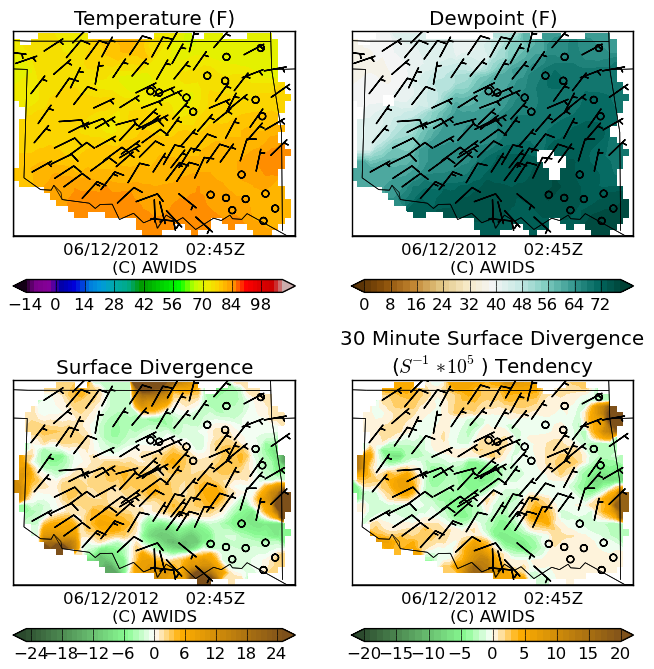 Temperature (F)
Dewpoint (F)
06/12/2012 02:45Z
(C) AWIDS
06/12/2012 02:45Z
(C) AWIDS
−14 0 14 28 42 56 70 84 98
0 8 16 24 32 40 48 56 64 72
Surface Divergence
30 Minute Surface Divergence
(S⁻¹ *10⁵ ) Tendency
06/12/2012 02:45Z
(C) AWIDS
06/12/2012 02:45Z
(C) AWIDS
−24 −18 −12 −6 0 6 12 18 24
−20 −15 −10 −5 0 5 10 15 20